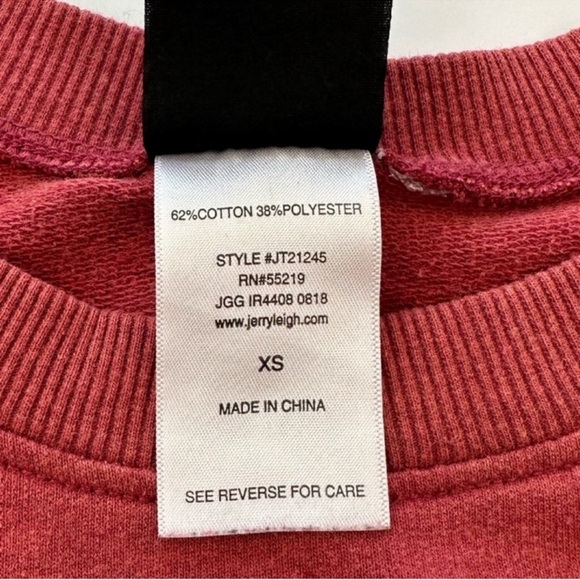 62%COTTON 38%POLYESTER
STYLE #JT21245
RN#55219
JGG IR4408 0818
www.jerryleigh.com
XS
MADE IN CHINA
SEE REVERSE FOR CARE